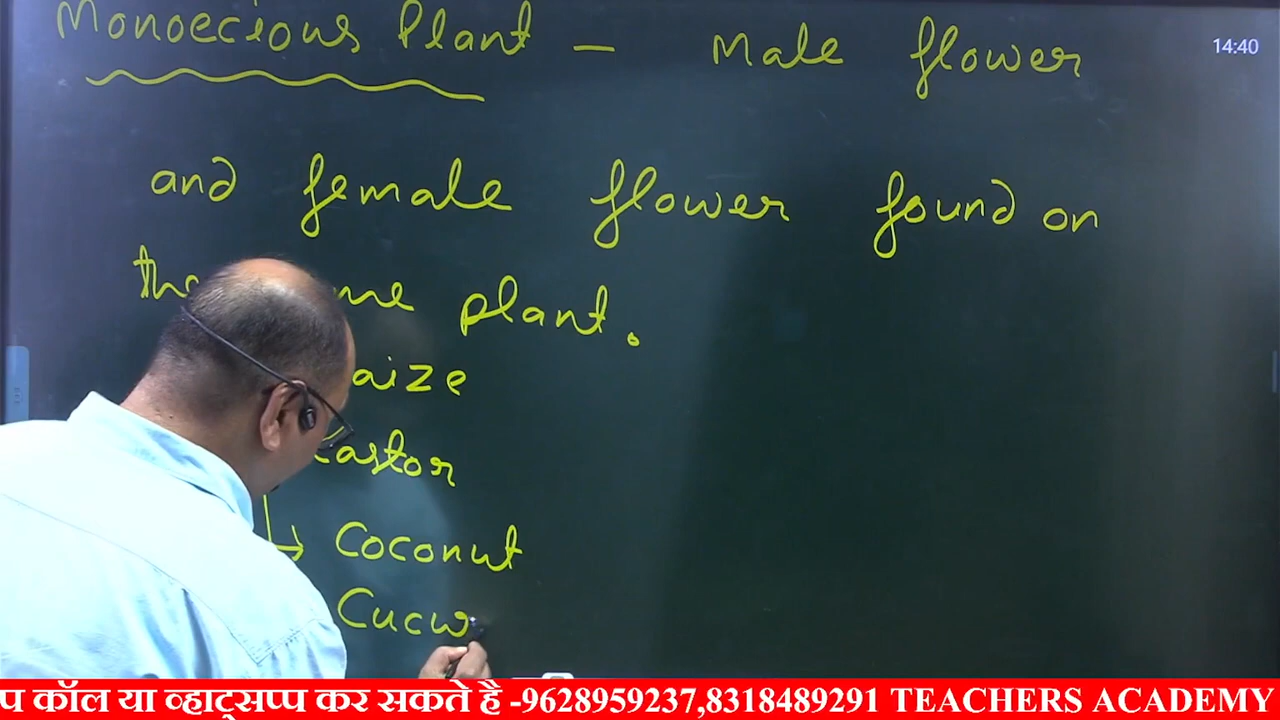 Monoecious Plant – Male flower
14:40
and female flower found on
plant.
Castor
Coconut
प कॉल या व्हाट्सप्प कर सकते है -9628959237,8318489291 TEACHERS ACADEMY